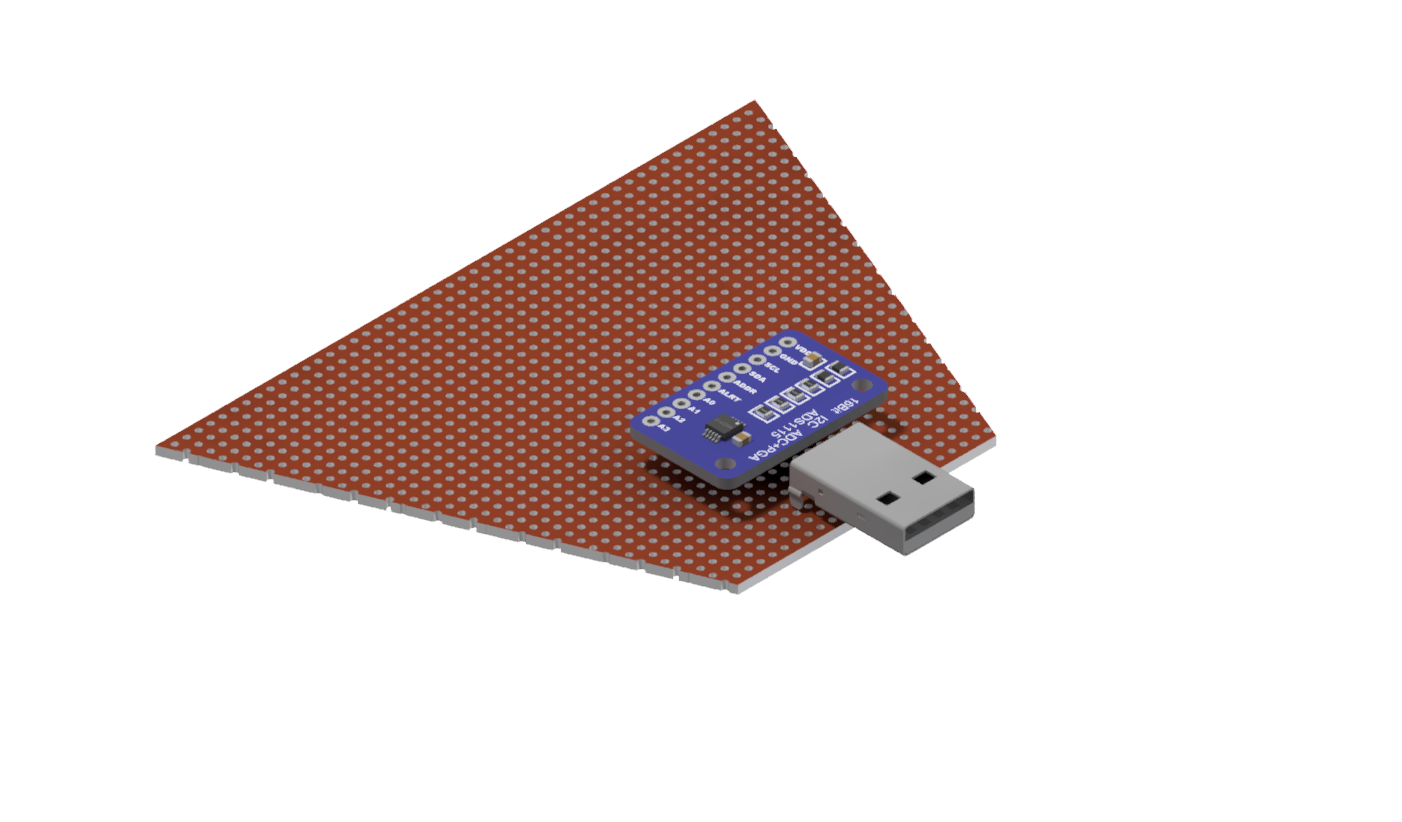 VDD
GND
SCL
SDA
ADDR
ALRT
A0
A1
A2
A3
16Bit I2C ADC+PGA
ADS1115